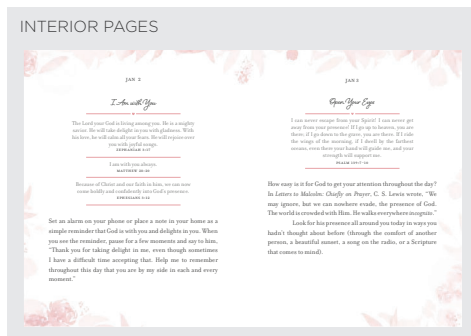 INTERIOR PAGES
JAN 2
I Am with You
The Lord your God is living among you. He is a mighty
savior. He will take delight in you with gladness. With
his love, he will calm all your fears. He will rejoice over
you with joyful songs.
ZEPHANIAH 3:17
I am with you always.
MATTHEW 28:20
Because of Christ and our faith in him, we can now
come boldly and confidently into God's presence.
EPHESIANS 3:12
Set an alarm on your phone or place a note in your home as a
simple reminder that God is with you and delights in you. When
you see the reminder, pause for a few moments and say to him,
"Thank you for taking delight in me, even though sometimes
I have a difficult time accepting that. Help me to remember
throughout this day that you are by my side in each and every
moment."
JAN 3
Open Your Eyes
I can never escape from your Spirit! I can never get
away from your presence! If I go up to heaven, you are
there; if I go down to the grave, you are there. If I ride
the wings of the morning, if I dwell by the farthest
oceans, even there your hand will guide me, and your
strength will support me.
PSALM 139:7-10
How easy is it for God to get your attention throughout the day?
In Letters to Malcolm: Chiefly on Prayer, C. S. Lewis wrote, "We
may ignore, but we can nowhere evade, the presence of God.
The world is crowded with Him. He walks everywhere incognito."
Look for his presence all around you today in ways you
hadn't thought about before (through the comfort of another
person, a beautiful sunset, a song on the radio, or a Scripture
that comes to mind).